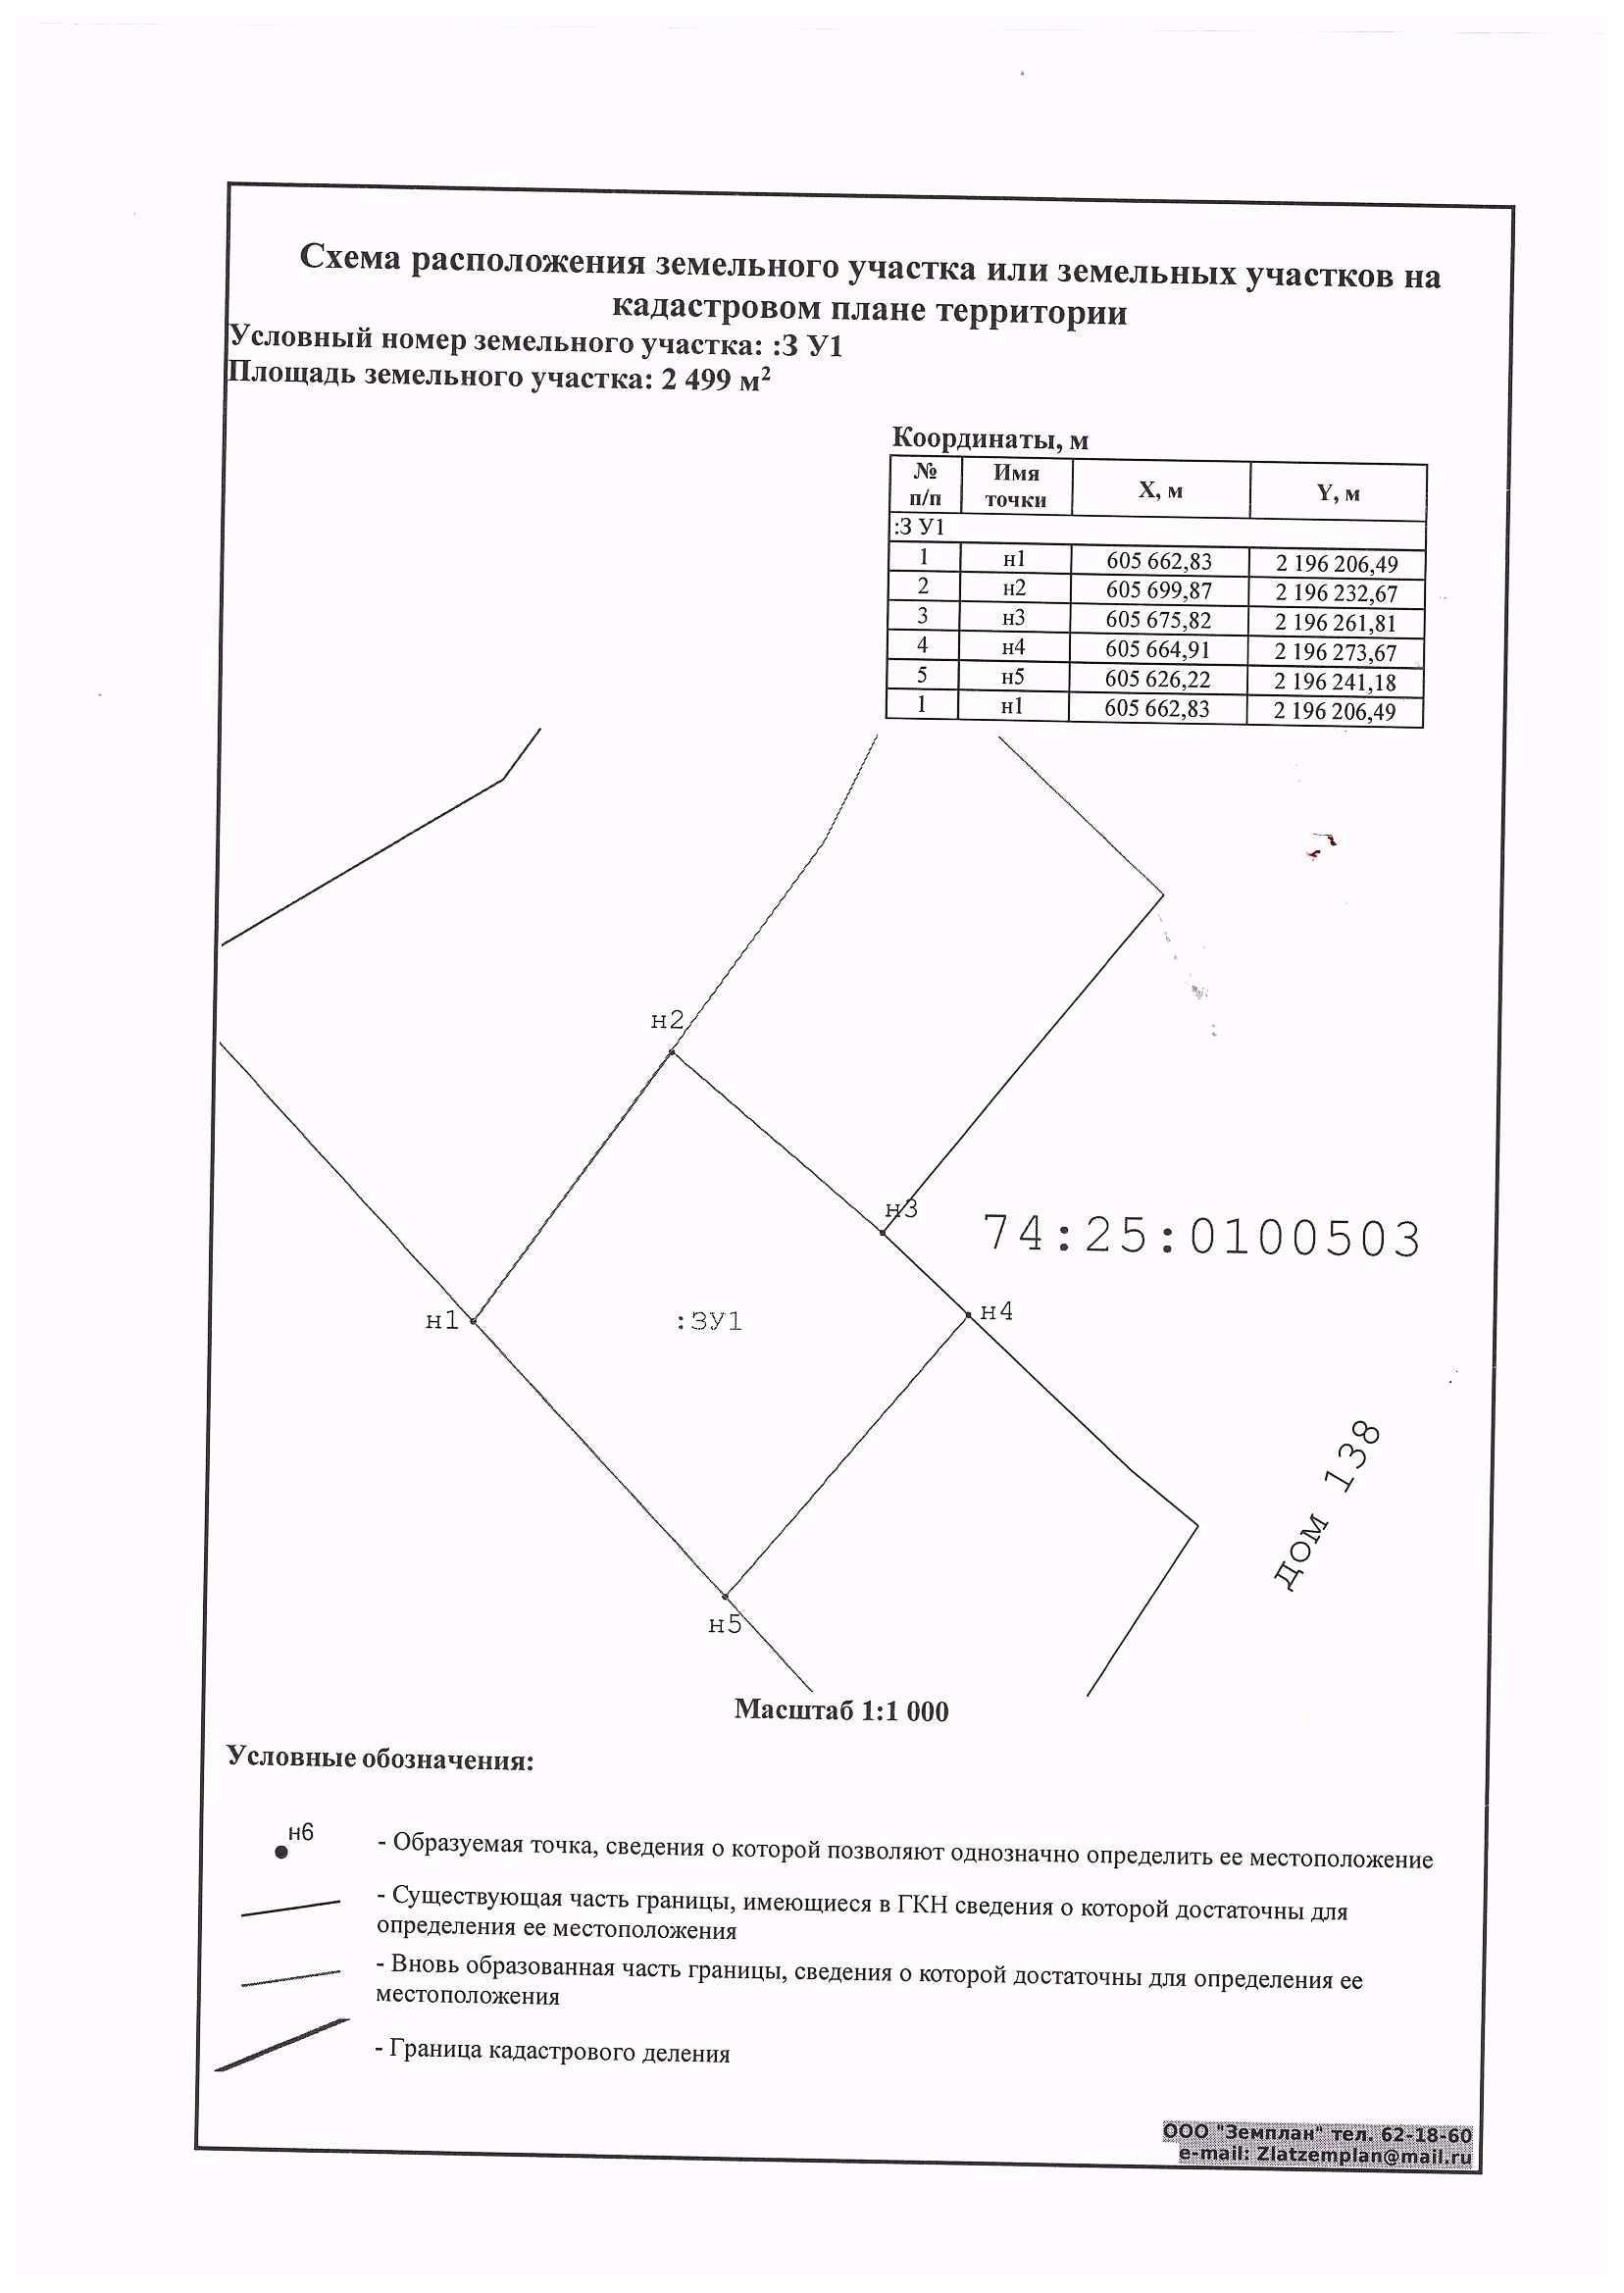 Схема расположения земельного участка или земельных участков на
кадастровом плане территории
Условный номер земельного участка: :З У1
Площадь земельного участка: 2 499 м²
Координаты, м
№ п/п Имя точки X, м Y, м
:З У1
1 н1 605 662,83 2 196 206,49
2 н2 605 699,87 2 196 232,67
3 н3 605 675,82 2 196 261,81
4 н4 605 664,91 2 196 273,67
5 н5 605 626,22 2 196 241,18
1 н1 605 662,83 2 196 206,49
н2
н3
74:25:0100503
н1
:ЗУ1
н4
дом 138
н5
Масштаб 1:1 000
Условные обозначения:
н6
- Образуемая точка, сведения о которой позволяют однозначно определить ее местоположение
- Существующая часть границы, имеющиеся в ГКН сведения о которой достаточны для
определения ее местоположения
- Вновь образованная часть границы, сведения о которой достаточны для определения ее
местоположения
- Граница кадастрового деления
ООО "Земплан" тел. 62-18-60
e-mail: Zlatzemplan@mail.ru